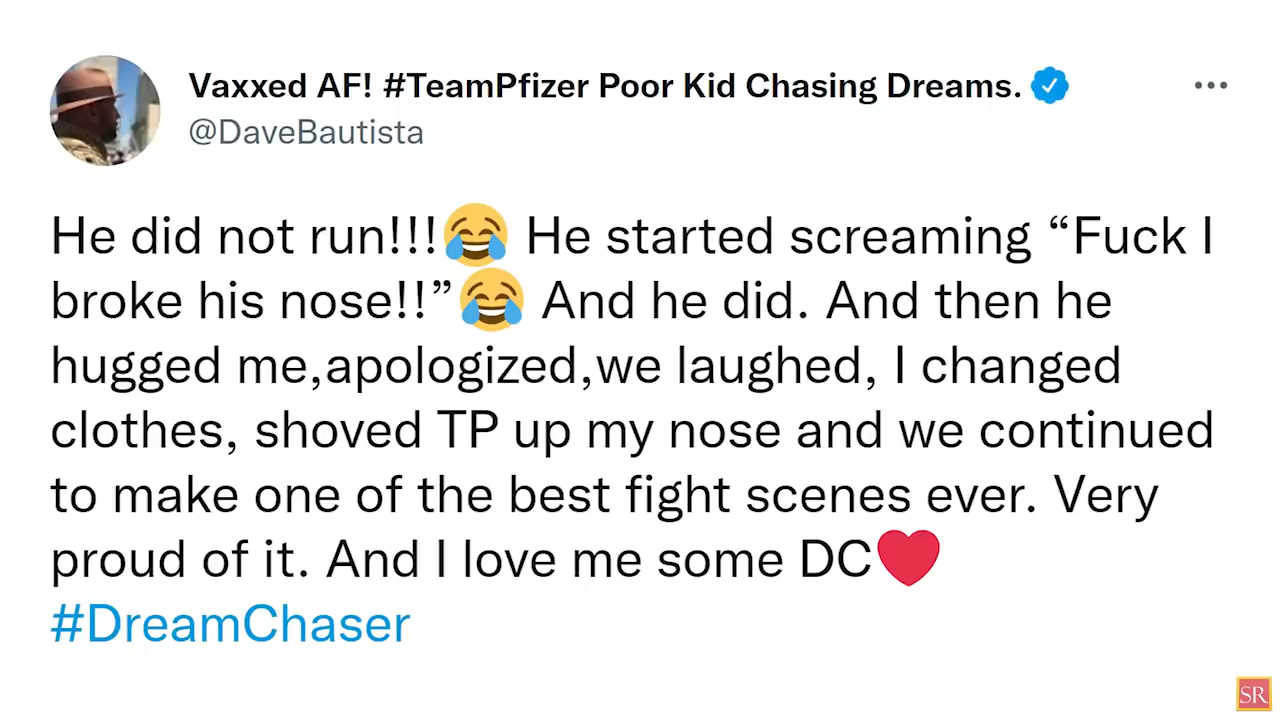 Vaxxed AF! #TeamPfizer Poor Kid Chasing Dreams.
@DaveBautista
He did not run!!!😂 He started screaming “Fuck I
broke his nose!!”😂 And he did. And then he
hugged me,apologized,we laughed, I changed
clothes, shoved TP up my nose and we continued
to make one of the best fight scenes ever. Very
proud of it. And I love me some DC❤️
#DreamChaser
SR